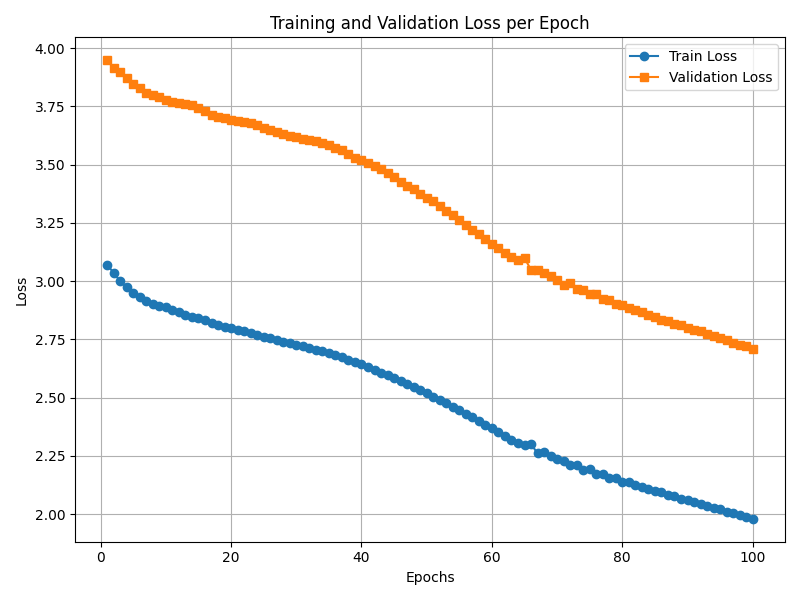 Training and Validation Loss per Epoch
Train Loss
Validation Loss
4.00
3.75
3.50
3.25
3.00
2.75
2.50
2.25
2.00
Loss
0 20 40 60 80 100
Epochs